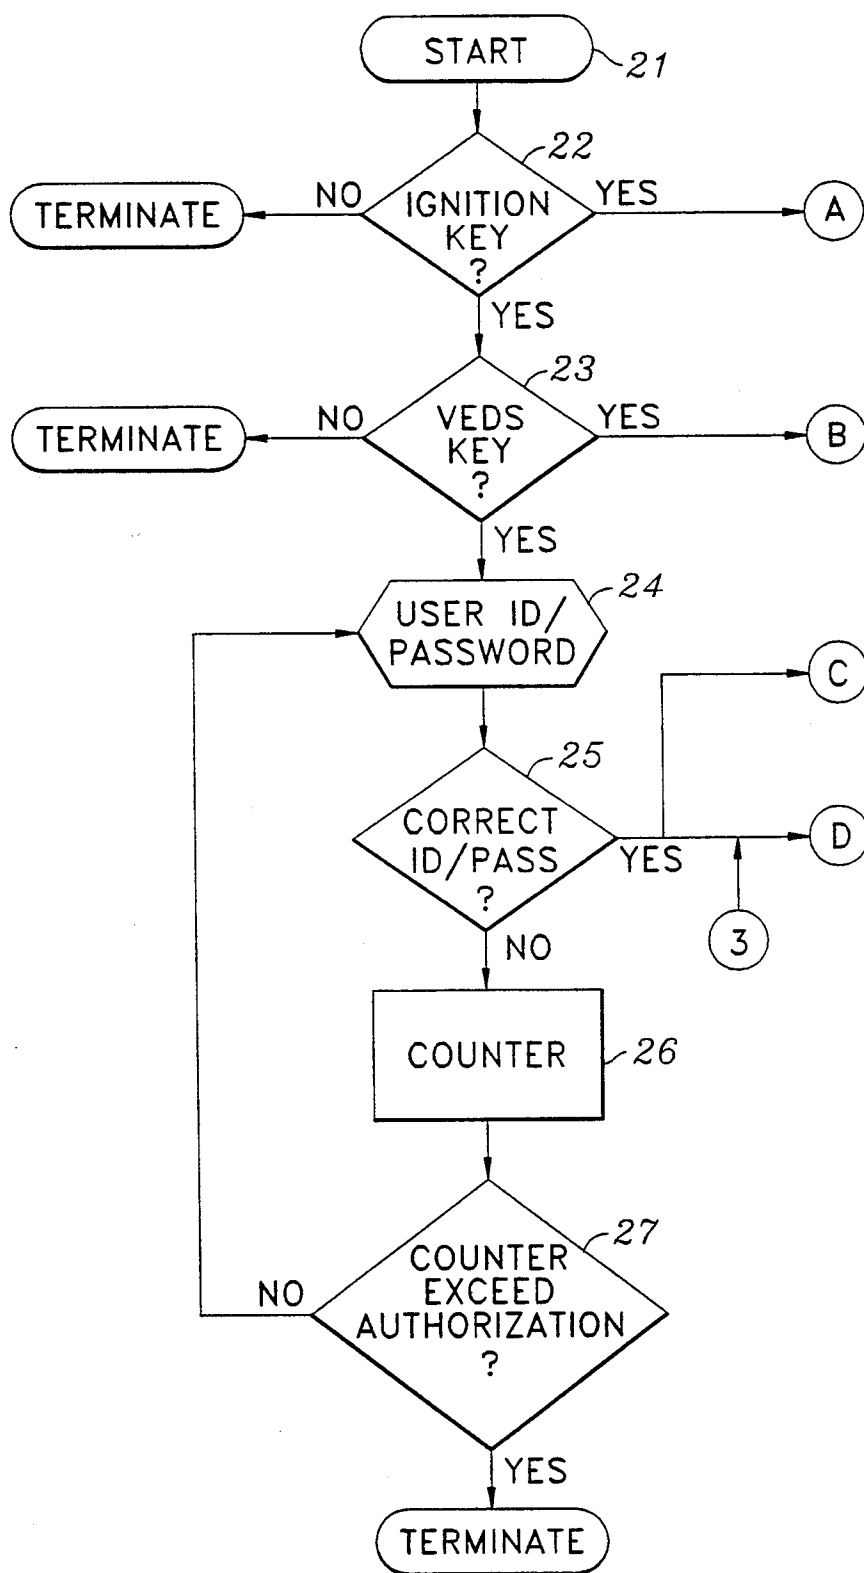 START
21
22
NO
IGNITION
KEY
?
YES
TERMINATE
A
YES
23
NO
VEDS
KEY
?
YES
TERMINATE
B
YES
24
USER ID/
PASSWORD
C
25
CORRECT
ID/PASS
?
YES
D
NO
3
COUNTER
26
27
COUNTER
EXCEED
AUTHORIZATION
?
NO
YES
TERMINATE